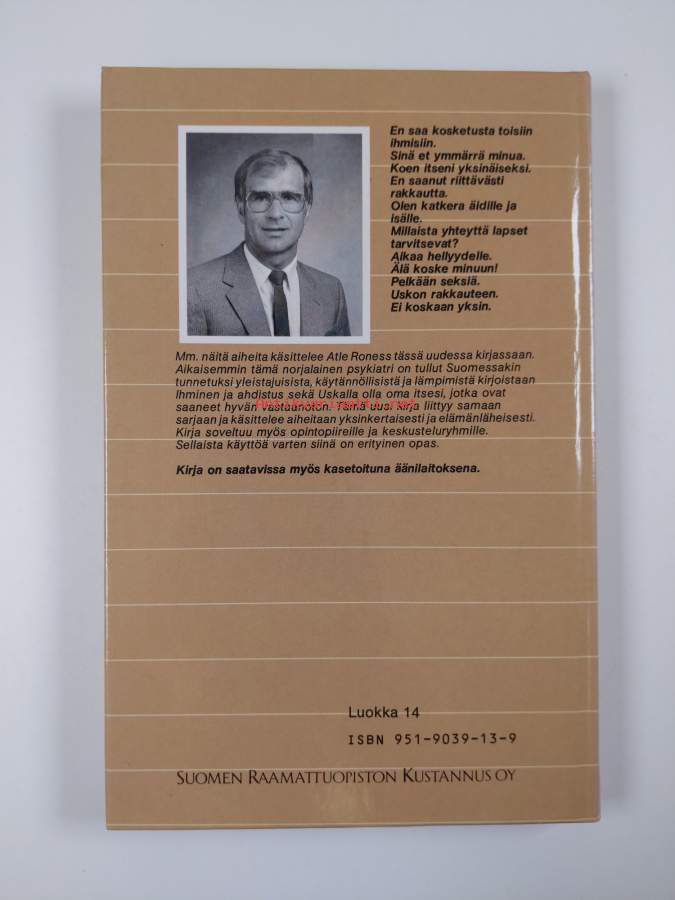 En saa kosketusta toisiin
ihmisiin.
Sinä et ymmärrä minua.
Koen itseni yksinäiseksi.
En saanut riittävästi
rakkautta.
Olen katkera äidille ja
isälle.
Millaista yhteyttä lapset
tarvitsevat?
Aikaa hellyydelle.
Älä koske minuun!
Pelkään seksiä.
Uskon rakkauteen.
Ei koskaan yksin.
Mm. näitä aiheita käsittelee Atle Roness tässä uudessa kirjassaan.
Aikaisemmin tämä norjalainen psykiatri on tullut Suomessakin
tunnetuksi yleistajuisista, käytännöllisistä ja lämpimistä kirjoistaan
Ihminen ja ahdistus sekä Uskalla olla oma itsesi, jotka ovat
saaneet hyvän vastaanoton. Tämä uusi kirja liittyy samaan
sarjaan ja käsittelee aiheitaan yksinkertaisesti ja elämänläheisesti.
Kirja soveltuu myös opintopiireille ja keskusteluryhmille.
Sellaista käyttöä varten siinä on erityinen opas.
Kirja on saatavissa myös kasetoituna äänilaitoksena.
Luokka 14
ISBN 951-9039-13-9
SUOMEN RAAMATTUOPISTON KUSTANNUS OY